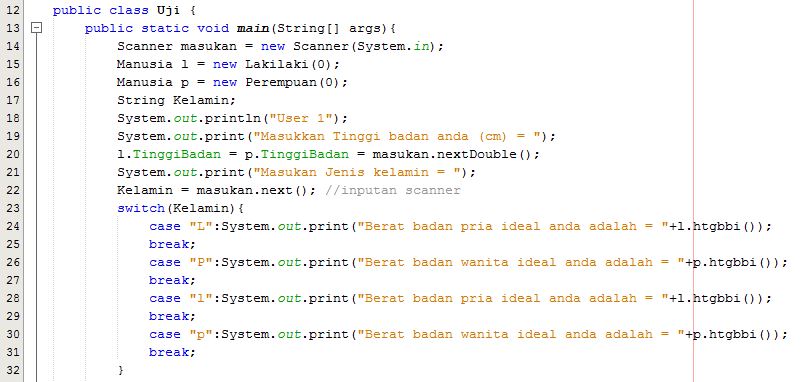 12 public class Uji {
13 public static void main(String[] args){
14 Scanner masukan = new Scanner(System.in);
15 Manusia l = new Lakilaki(0);
16 Manusia p = new Perempuan(0);
17 String Kelamin;
18 System.out.println("User 1");
19 System.out.print("Masukkan Tinggi badan anda (cm) = ");
20 l.TinggiBadan = p.TinggiBadan = masukan.nextDouble();
21 System.out.print("Masukan Jenis kelamin = ");
22 Kelamin = masukan.next(); //inputan scanner
23 switch(Kelamin){
24 case "L":System.out.print("Berat badan pria ideal anda adalah = "+l.htgbbi());
25 break;
26 case "P":System.out.print("Berat badan wanita ideal anda adalah = "+p.htgbbi());
27 break;
28 case "l":System.out.print("Berat badan pria ideal anda adalah = "+l.htgbbi());
29 break;
30 case "p":System.out.print("Berat badan wanita ideal anda adalah = "+p.htgbbi());
31 break;
32 }